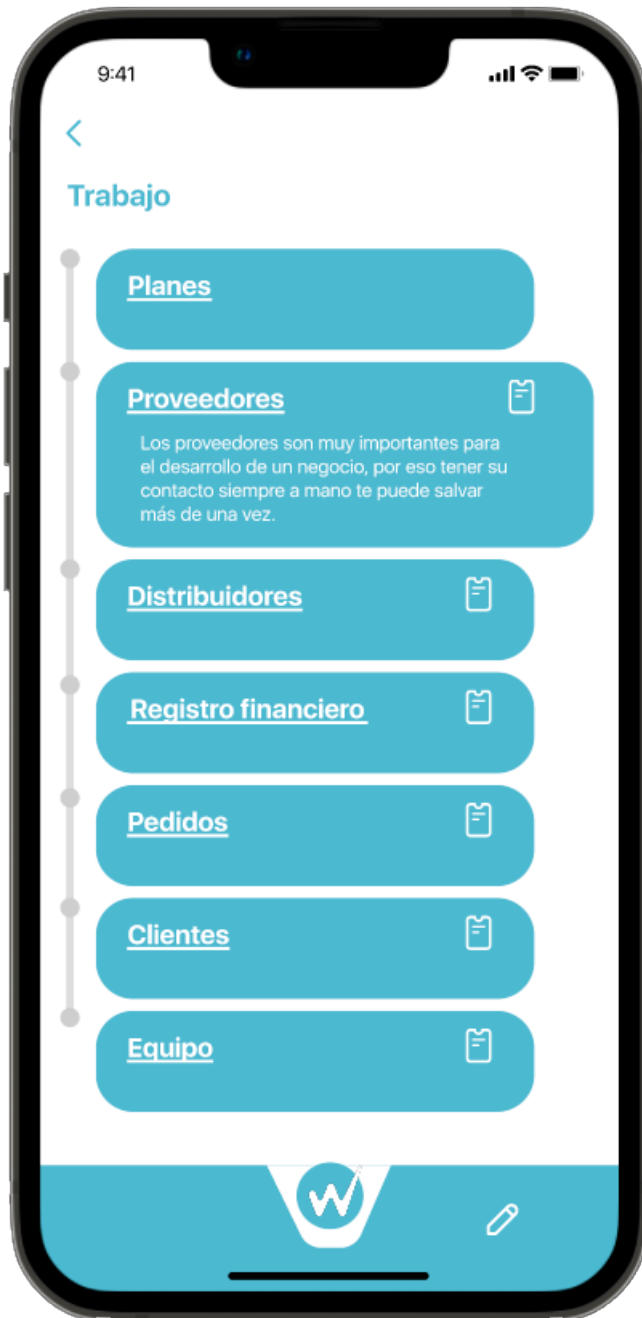 9:41
Trabajo
Planes
Proveedores
Los proveedores son muy importantes para
el desarrollo de un negocio, por eso tener su
contacto siempre a mano te puede salvar
más de una vez.
Distribuidores
Registro financiero
Pedidos
Clientes
Equipo
W